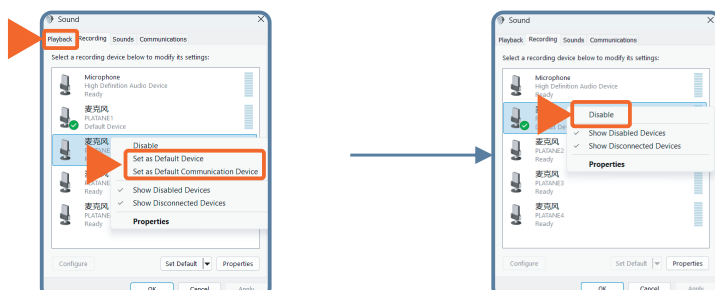 Sound
Playback Recording Sounds Communications
Select a recording device below to modify its settings:
Microphone
High Definition Audio Device
Ready
麦克风
PLATANE1
Default Device
麦克风
Disable
Set as Default Device
Set as Default Communication Device
Ready
Show Disabled Devices
麦克风
Show Disconnected Devices
Ready
Properties
Configure
Set Default
Properties
OK
Cancel
Apply
Sound
Playback Recording Sounds Communications
Select a recording device below to modify its settings:
Microphone
High Definition Audio Device
Ready
Disable
Show Disabled Devices
麦克风
PLATANE2
Show Disconnected Devices
Ready
Properties
麦克风
PLATANE3
Ready
麦克风
PLATANE4
Ready
Configure
Set Default
Properties
OK
Cancel
Apply